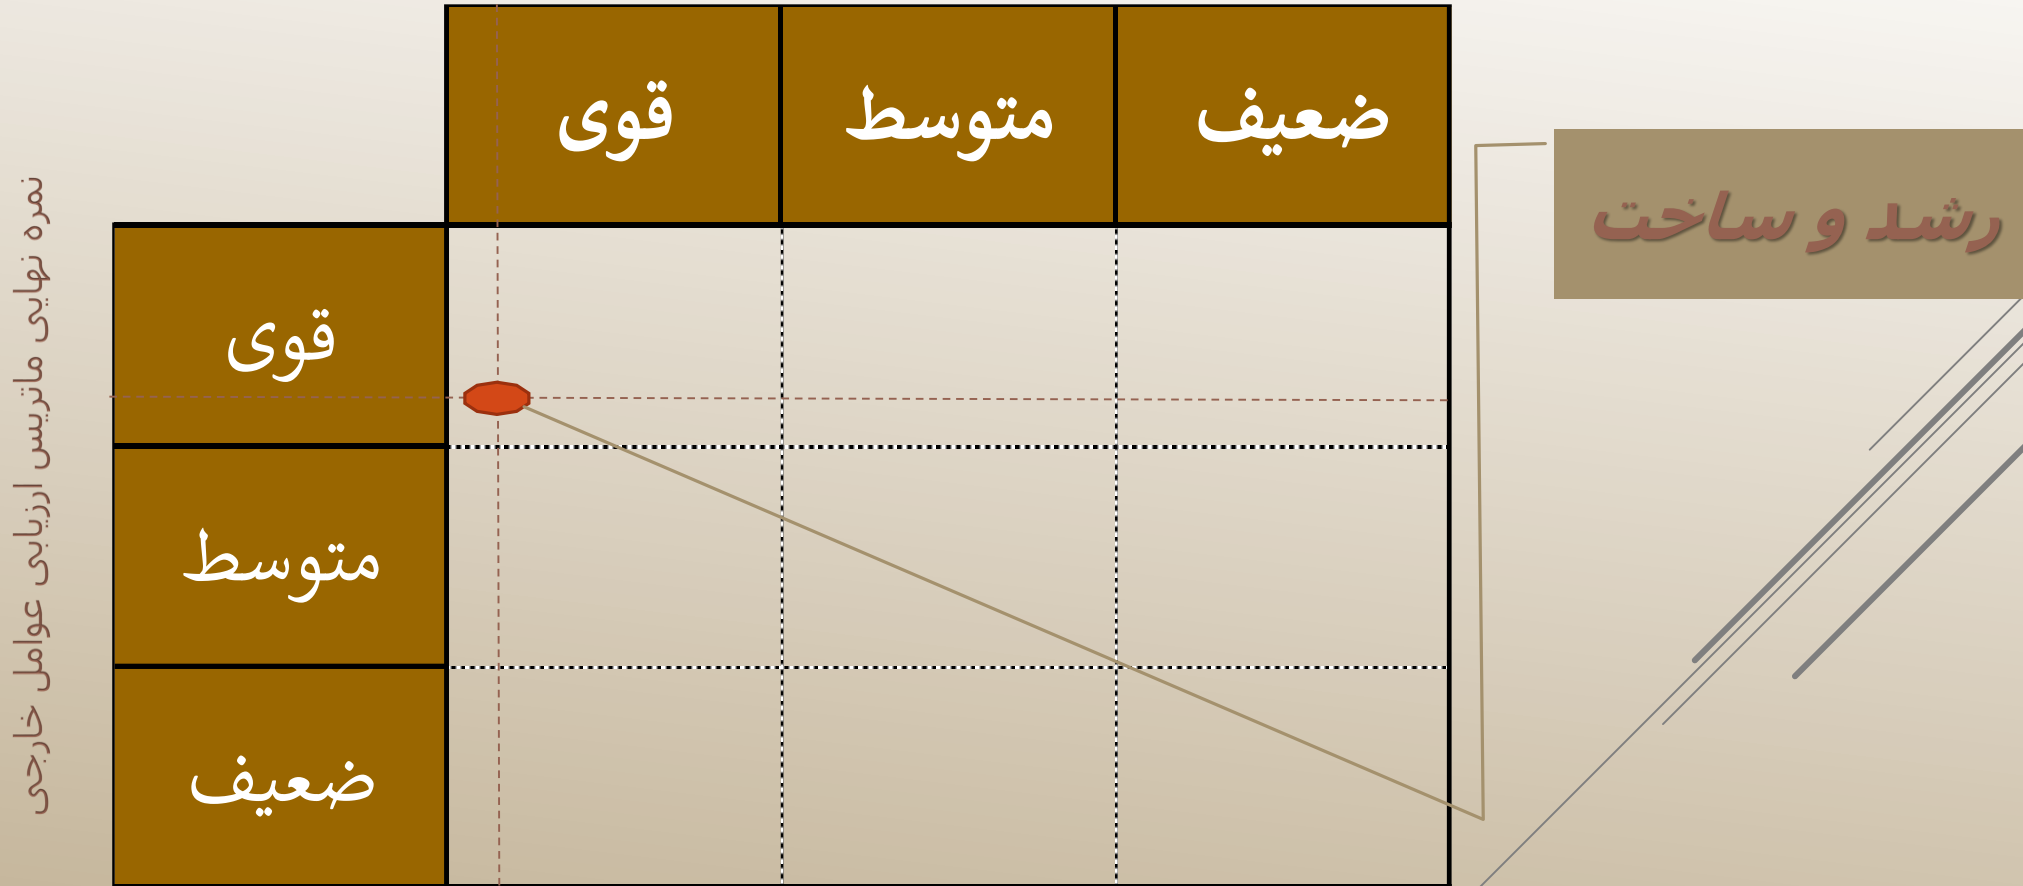 ضعیف
متوسط
قوی
رشد و ساخت
قوی
متوسط
ضعیف
نمره نهایی ماتریس ارزیابی عوامل خارجی